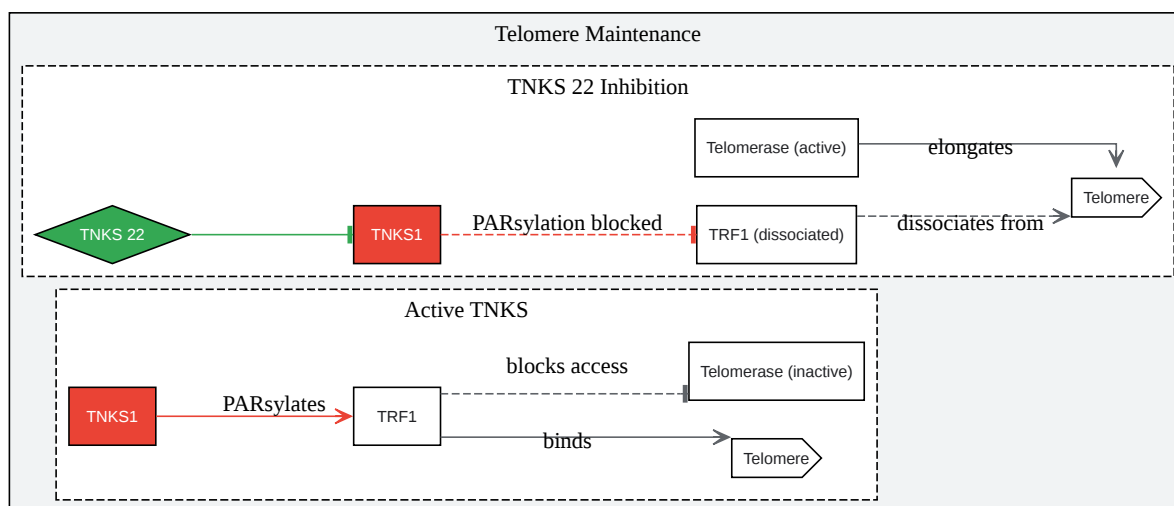 Telomere Maintenance
TNKS 22 Inhibition
Telomerase (active)
elongates
Telomere
TNKS 22
TNKS1
PARsylation blocked
TRF1 (dissociated)
dissociates from
Active TNKS
blocks access
Telomerase (inactive)
TNKS1
PARsylates
TRF1
binds
Telomere